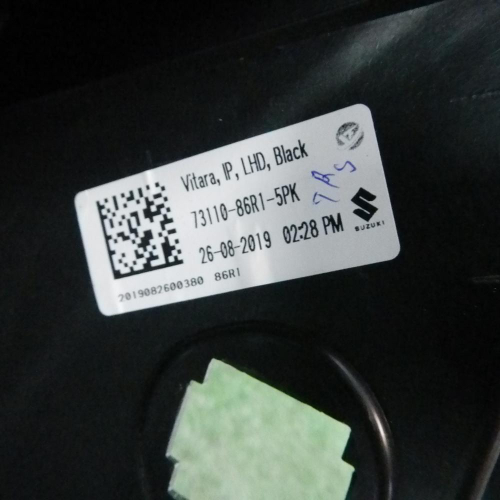 Vitara, IP, LHD, Black
73110-86R1-5PK
26-08-2019 02:28 PM
SUZUKI
2019082600380 86R1